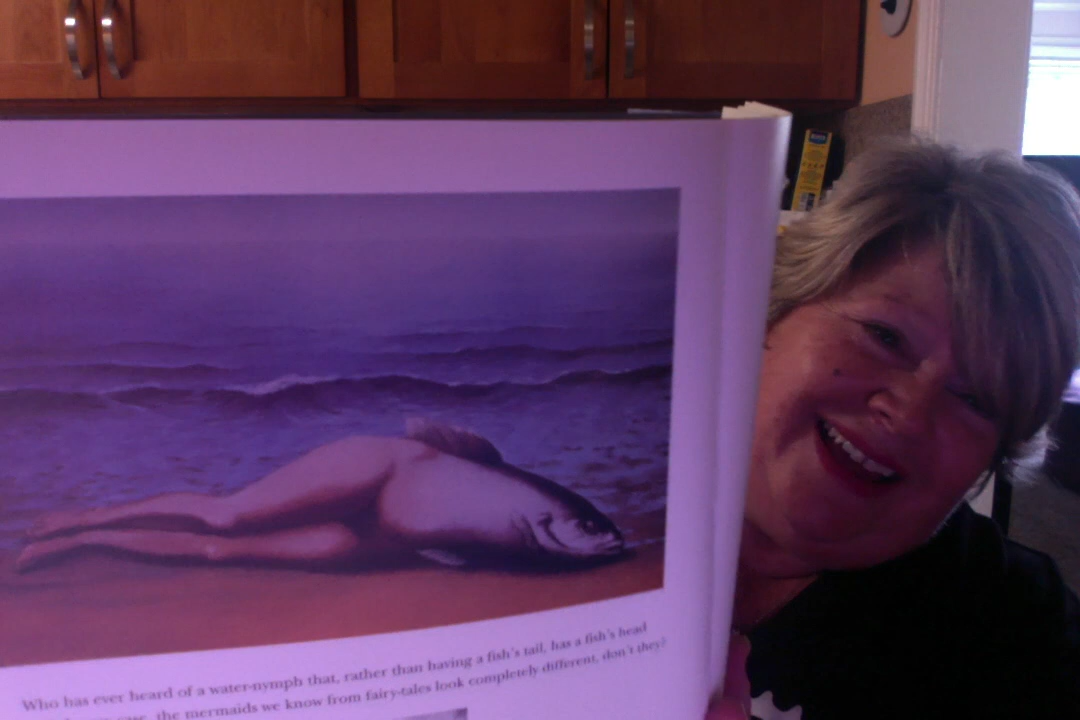 Who has ever heard of a water-nymph that, rather than having a fish's tail, has a fish's head
case, the mermaids we know from fairy-tales look completely different, don't they?